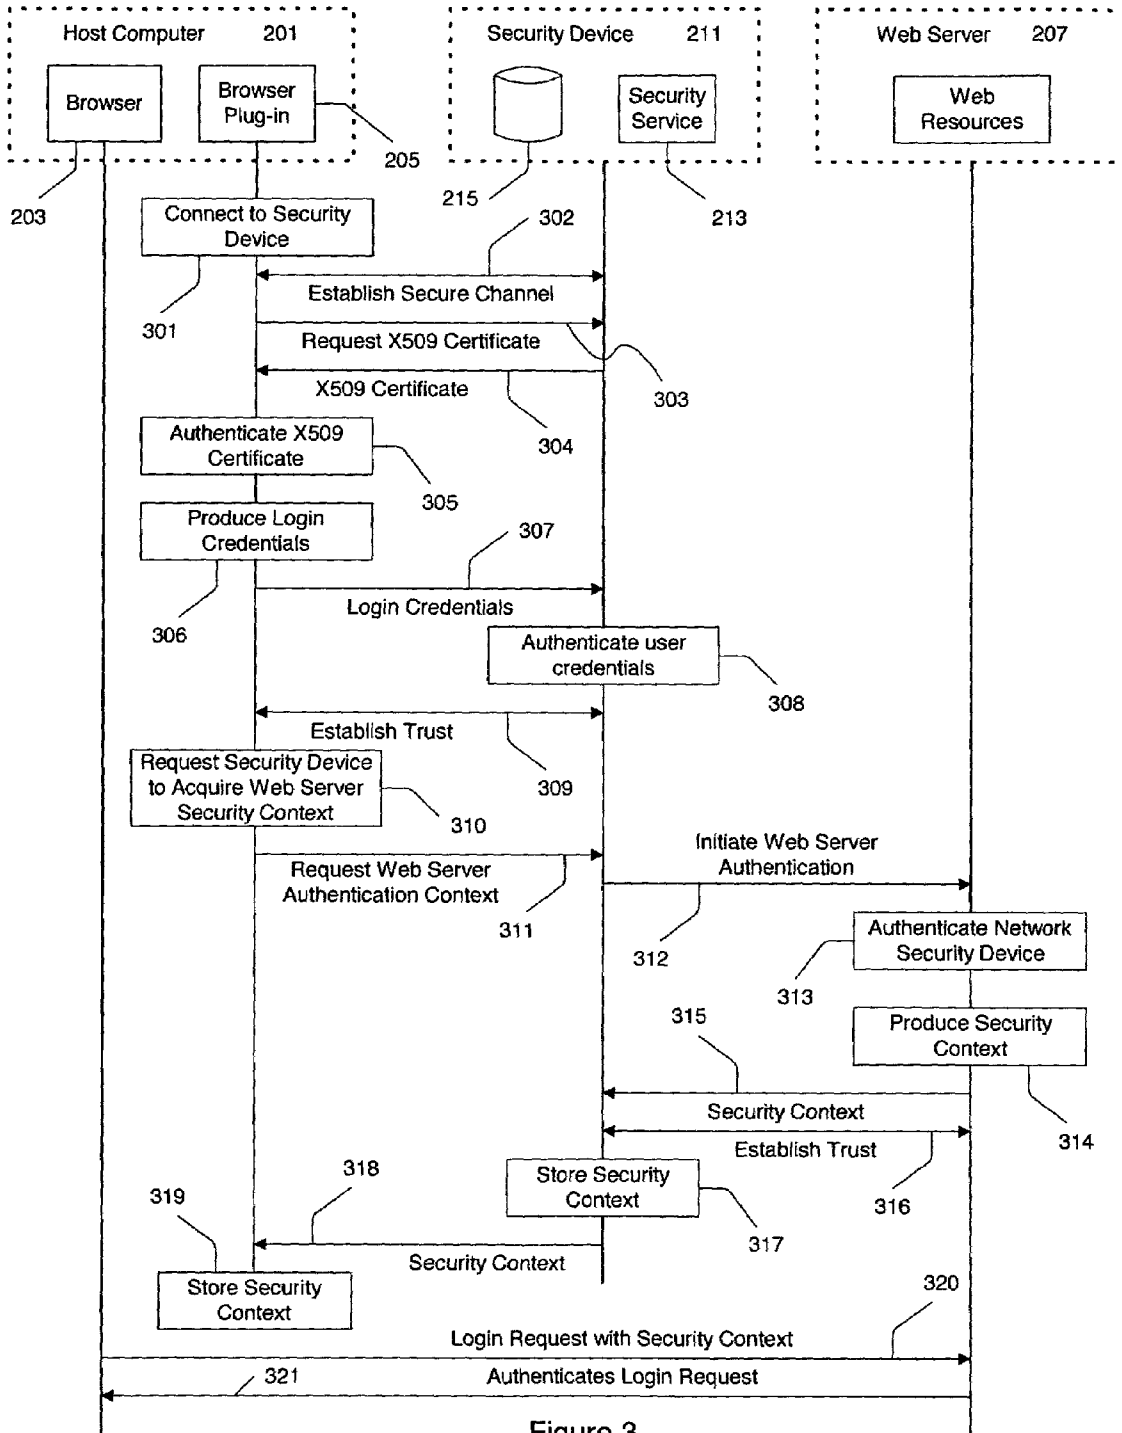 Host Computer 201
Security Device 211
Web Server 207
Browser
Browser
Plug-in
Security
Service
Web
Resources
203
205
215
213
Connect to Security
Device
301
302
Establish Secure Channel
Request X509 Certificate
303
X509 Certificate
304
Authenticate X509
Certificate
305
Produce Login
Credentials
306
307
Login Credentials
Authenticate user
credentials
308
Establish Trust
309
Request Security Device
to Acquire Web Server
Security Context
310
Request Web Server
Authentication Context
311
Initiate Web Server
Authentication
312
Authenticate Network
Security Device
313
Produce Security
Context
314
315
Security Context
Establish Trust
316
Store Security
Context
317
318
Security Context
319
Store Security
Context
320
Login Request with Security Context
321
Authenticates Login Request
Figure 3